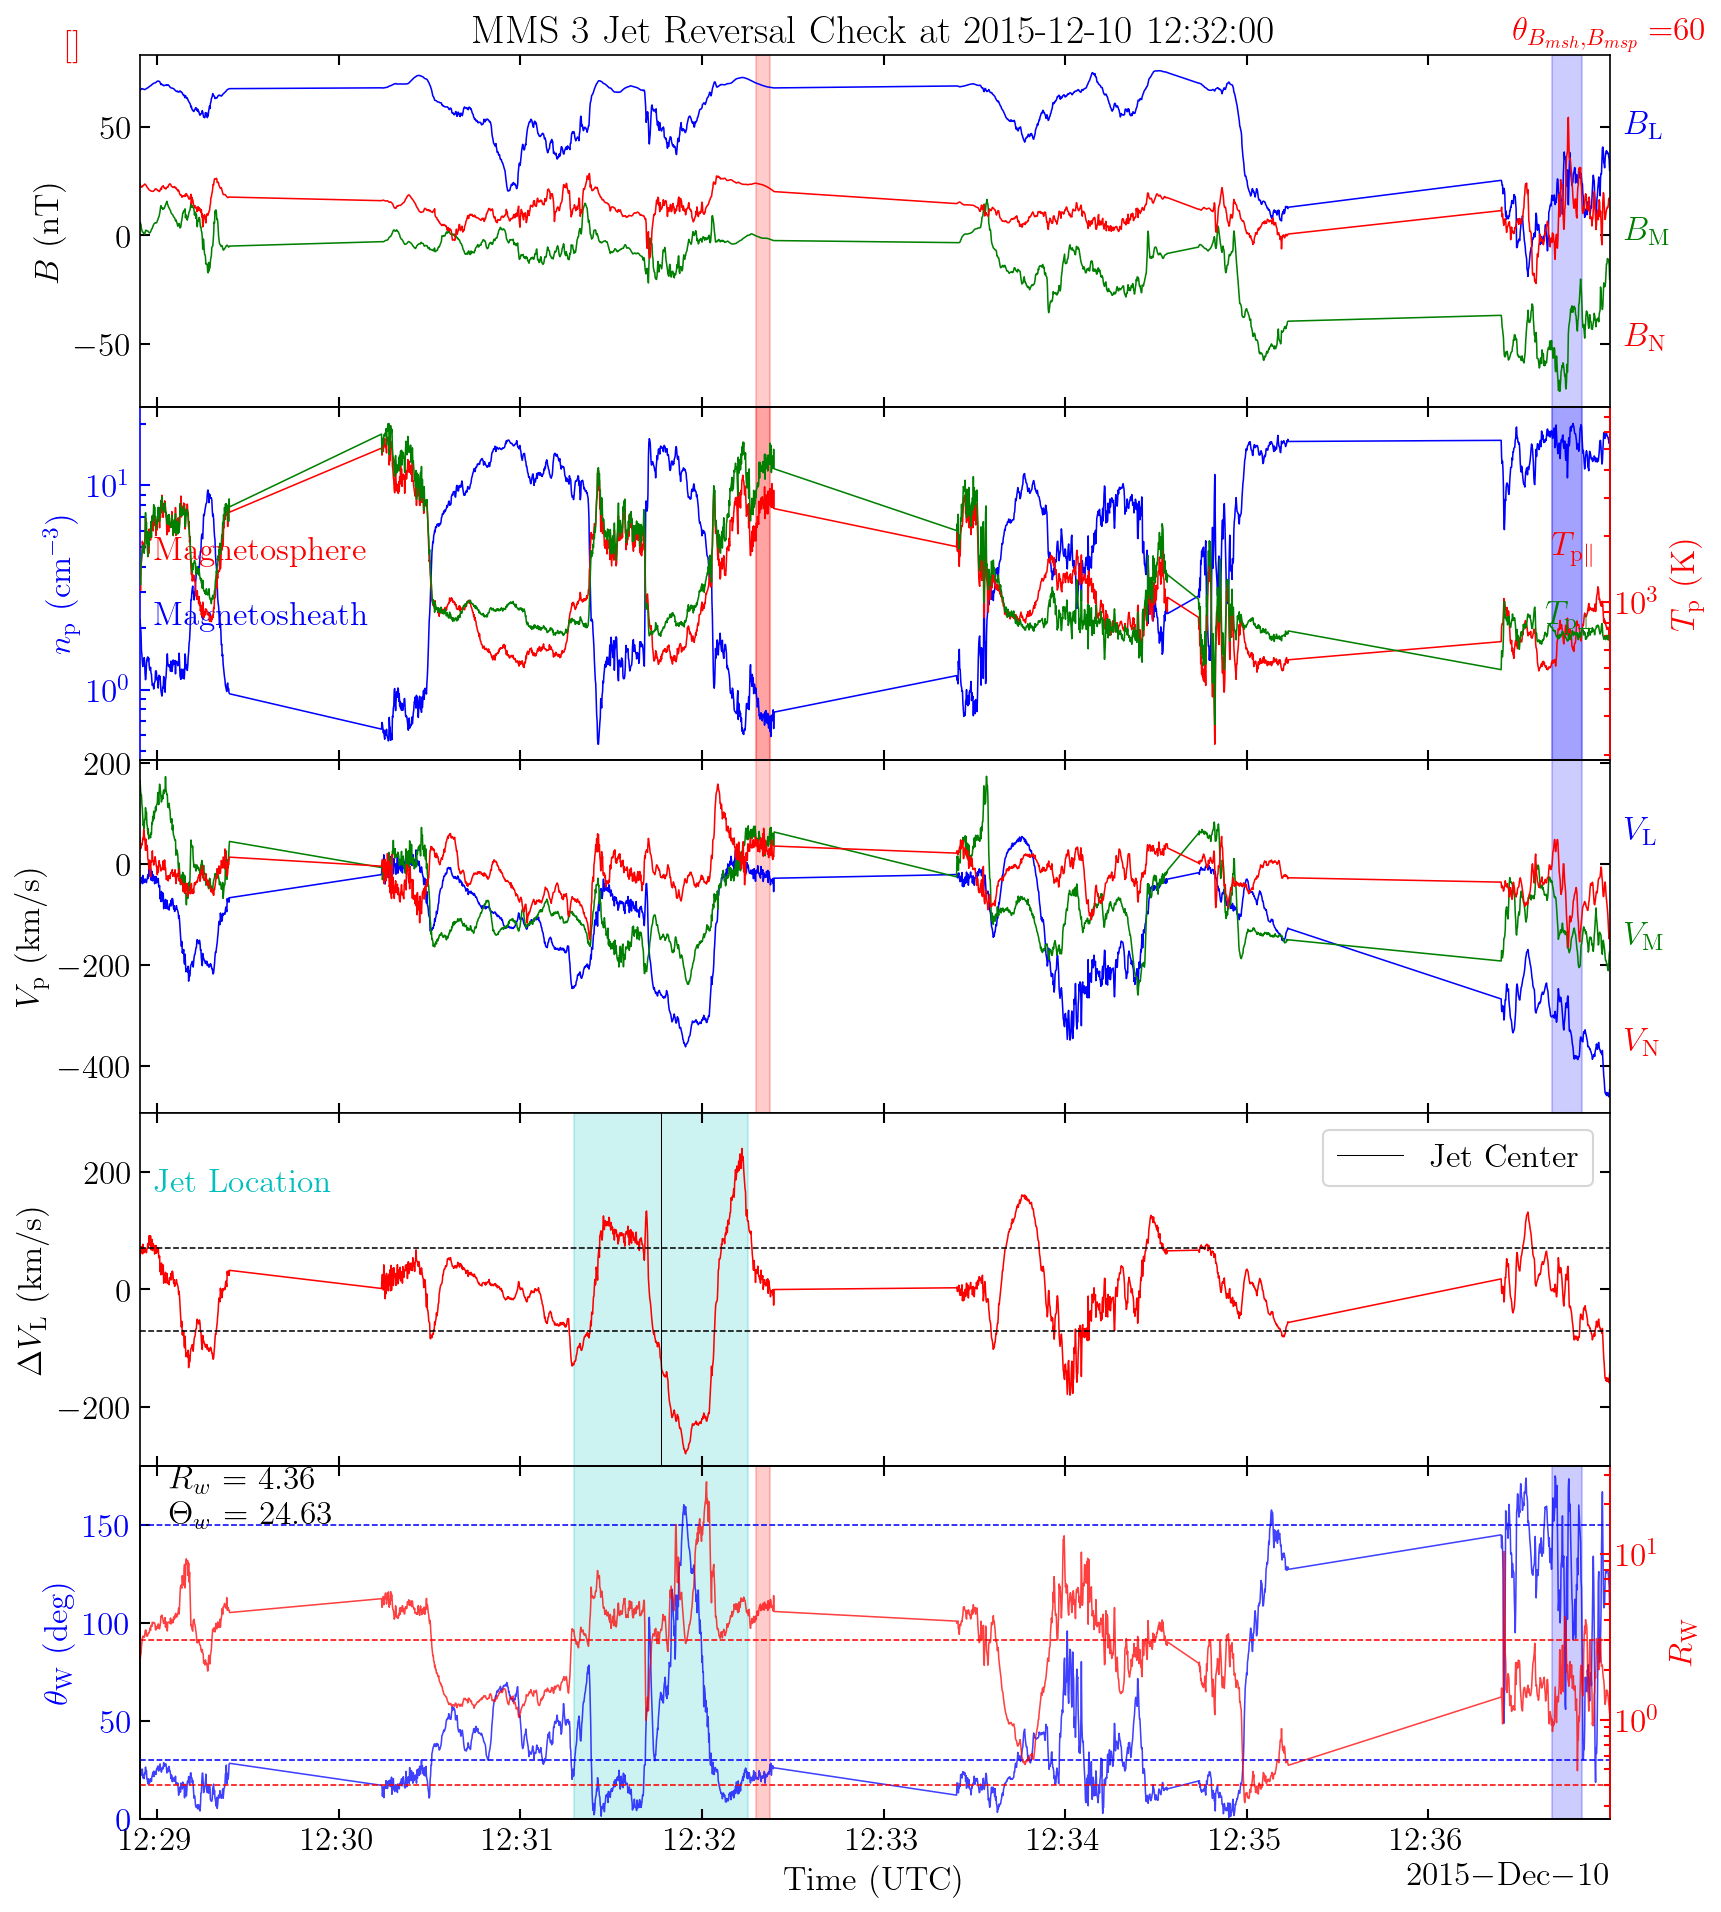 MMS 3 Jet Reversal Check at 2015-12-10 12:32:00
[]
θ_{B_{msh},B_{msp}} =60
B (nT)
50
0
−50
B_L
B_M
B_N
n_p (cm^{−3})
10^1
10^0
Magnetosphere
Magnetosheath
T_{p∥}
10^3
T_p (K)
V_p (km/s)
200
0
−200
−400
V_L
V_M
V_N
ΔV_L (km/s)
200
0
−200
Jet Location
Jet Center
R_w = 4.36
Θ_w = 24.63
θ_W (deg)
150
100
50
0
10^1
10^0
R_W
12:29 12:30 12:31 12:32 12:33 12:34 12:35 12:36
2015−Dec−10
Time (UTC)